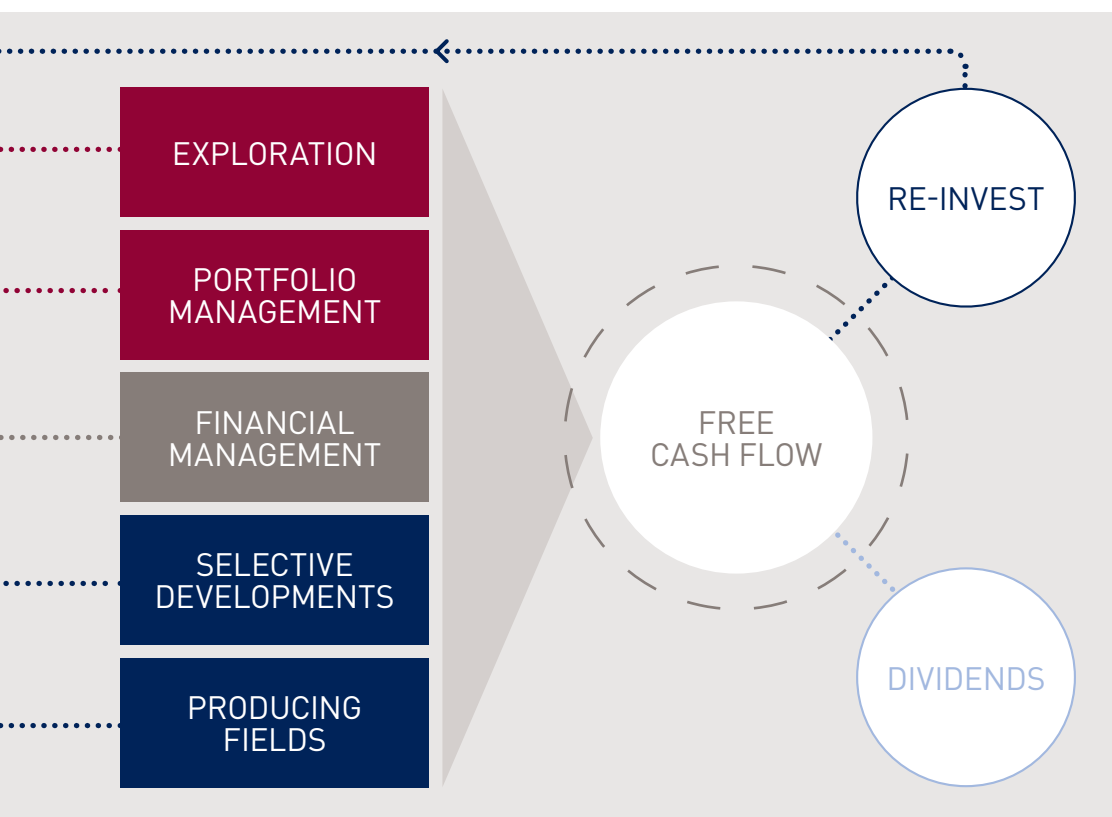 EXPLORATION
PORTFOLIO
MANAGEMENT
FINANCIAL
MANAGEMENT
SELECTIVE
DEVELOPMENTS
PRODUCING
FIELDS
FREE
CASH FLOW
RE-INVEST
DIVIDENDS